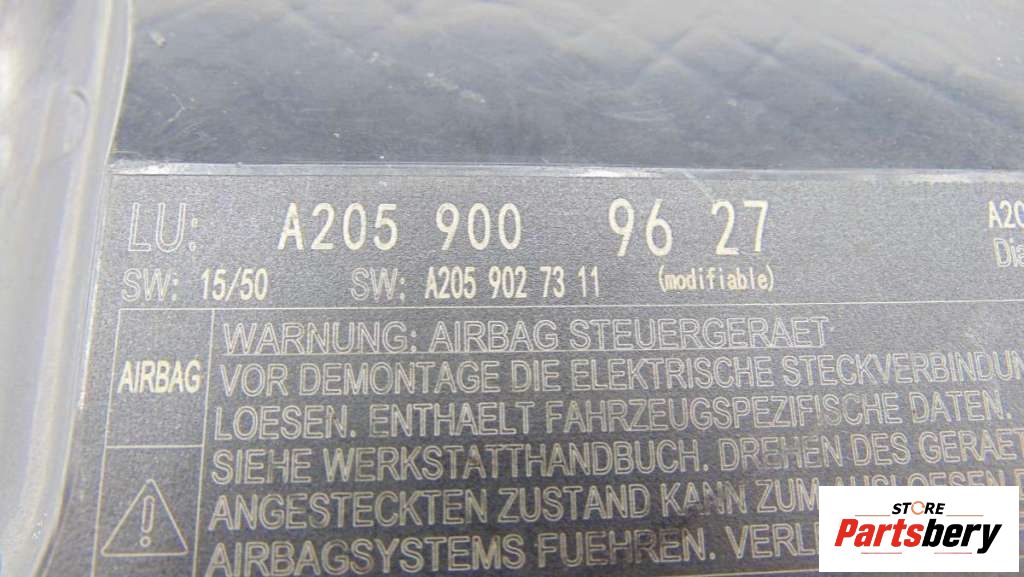 LU: A205 900 96 27
SW: 15/50 SW: A205 902 73 11 (modifiable)
AIRBAG
WARNUNG: AIRBAG STEUERGERAET
VOR DEMONTAGE DIE ELEKTRISCHE
LOESEN. ENTHAELT FAHRZEUGSPEZIFISCHE DATEN.
SIEHE WERKSTATTHANDBUCH. DREHEN DES GERAET
ANGESTECKTEN ZUSTAND KANN ZUM AUSLOESEN
AIRBAGSYSTEMS FUEHREN.
STORE
Partsbery